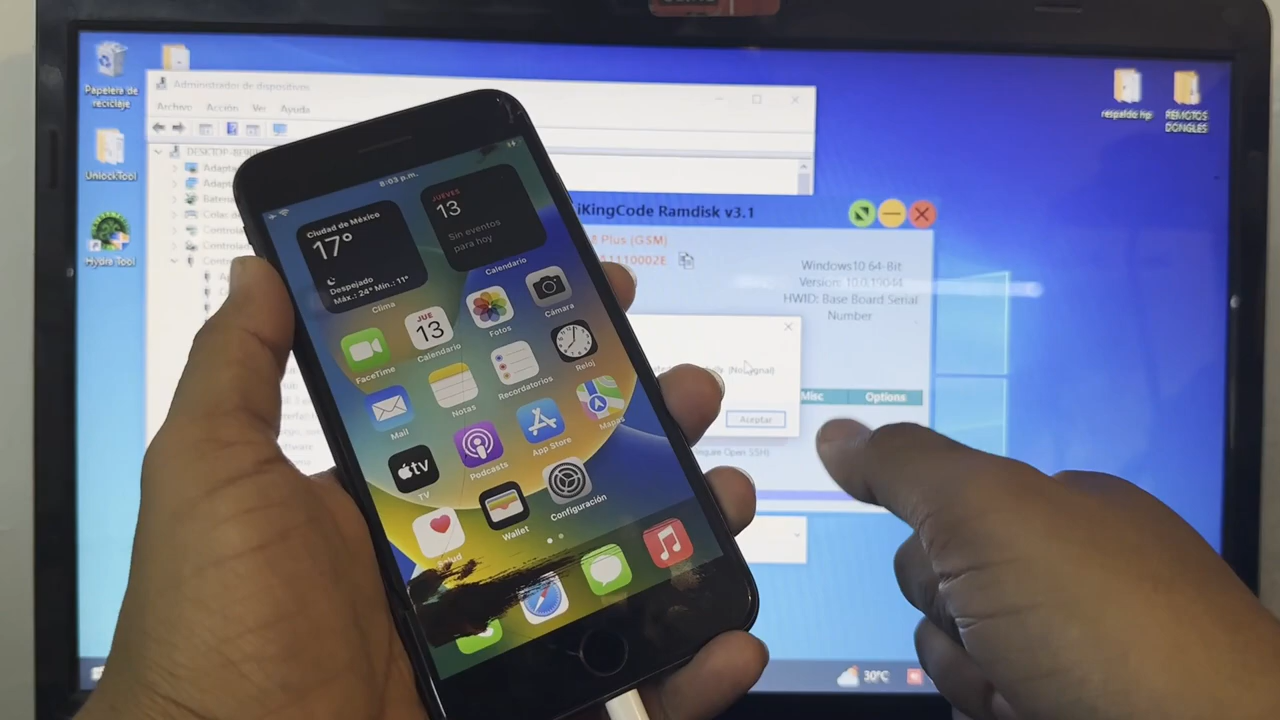 Papelera de
reciclaje
UnlockTool
Hydra Tool
respaldo hp
REMOTOS
DONGLES
Administrador de dispositivos
Archivo Acción Ver Ayuda
iKingCode Ramdisk v3.1
8 Plus (GSM)
1110002E
Windows10 64-Bit
Version: 10.0.19044
HWID: Base Board Serial
Number
Misc
Options
Aceptar
8:03 p.m.
Ciudad de México
17°
Despejado
Máx.: 24° Mín.: 11°
Clima
JUEVES
13
Sin eventos
para hoy
Calendario
FaceTime
JUE
13
Calendario
Fotos
Cámara
Mail
Notas
Recordatorios
Reloj
tv
TV
Podcasts
App Store
Mapas
Wallet
Configuración
30°C